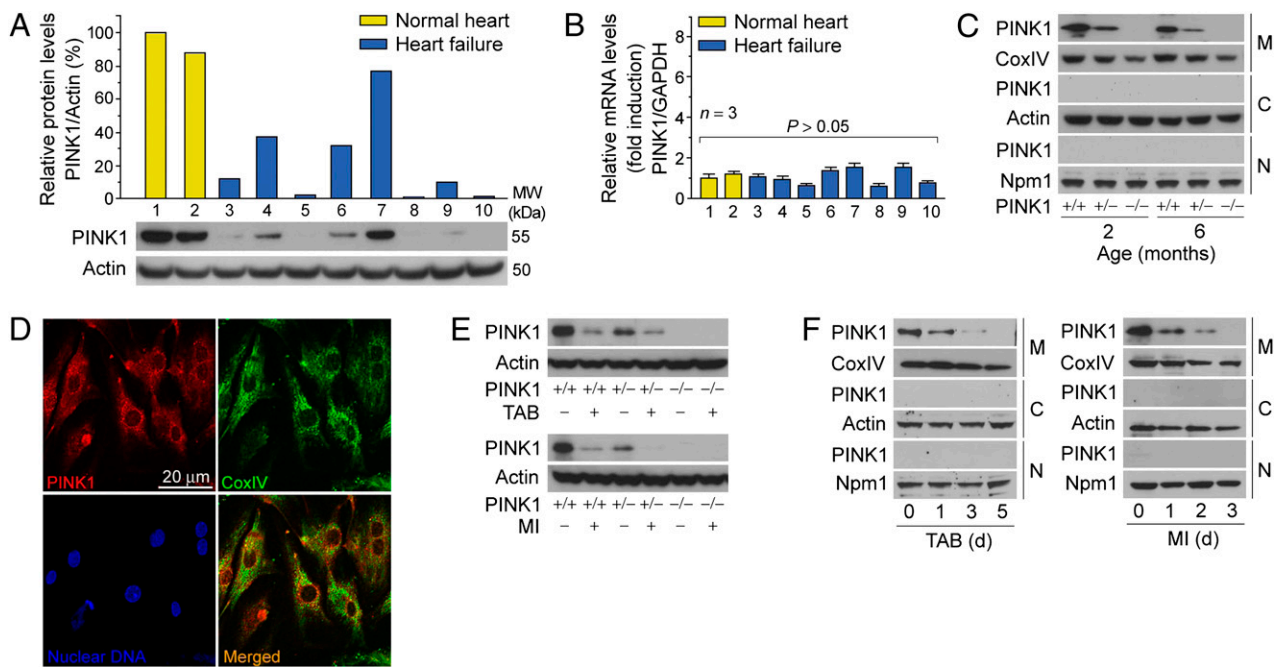 A
Relative protein levels
PINK1/Actin (%)
100
80
60
40
20
0
Normal heart
Heart failure
1 2 3 4 5 6 7 8 9 10
MW
(kDa)
PINK1
55
Actin
50
B
Relative mRNA levels
(fold induction)
PINK1/GAPDH
6
4
2
0
Normal heart
Heart failure
n = 3
P > 0.05
1 2 3 4 5 6 7 8 9 10
C
PINK1
CoxIV
M
PINK1
Actin
C
PINK1
Npm1
N
PINK1 +/+ +/− −/− +/+ +/− −/−
2 6
Age (months)
D
PINK1
20 µm
CoxIV
Nuclear DNA
Merged
E
PINK1
Actin
PINK1 +/+ +/+ +/− +/− −/− −/−
TAB − + − + − +
PINK1
Actin
PINK1 +/+ +/+ +/− +/− −/− −/−
MI − + − + − +
F
PINK1
CoxIV
M
PINK1
Actin
C
PINK1
Npm1
N
0 1 3 5
TAB (d)
PINK1
CoxIV
M
PINK1
Actin
C
PINK1
Npm1
N
0 1 2 3
MI (d)